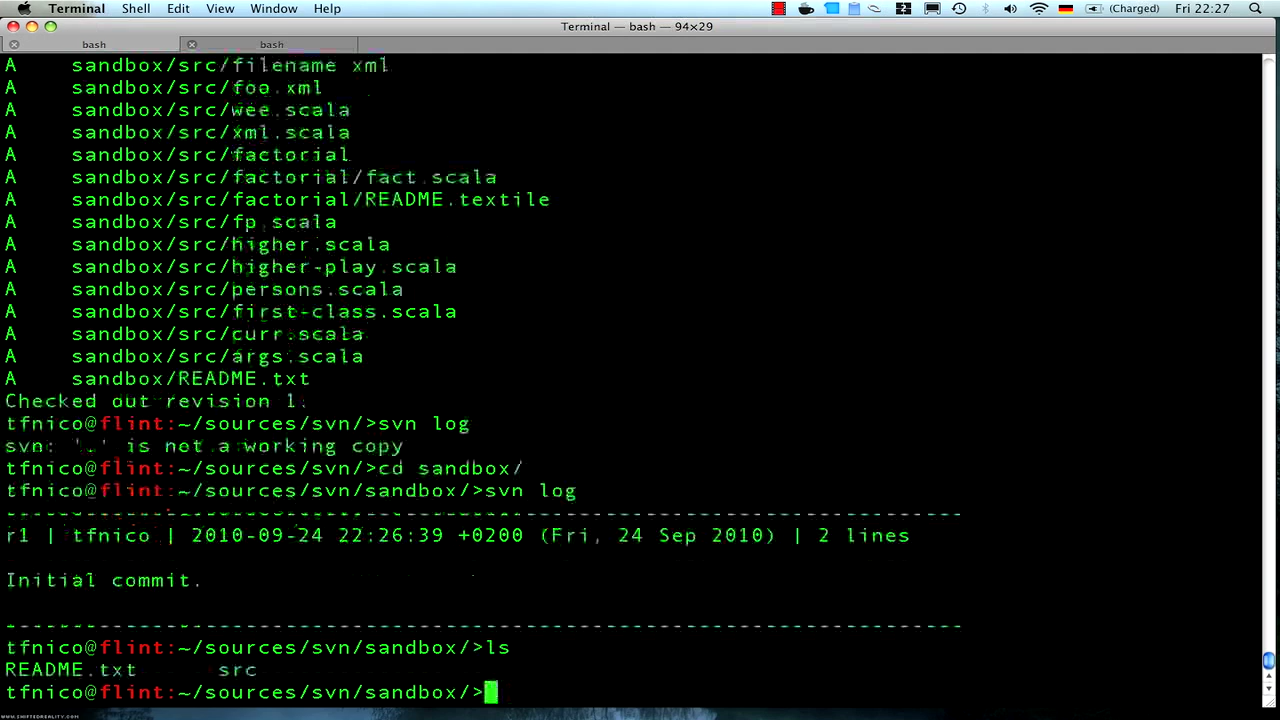 Terminal Shell Edit View Window Help (Charged) Fri 22:27
Terminal — bash — 94×29
bash bash
A sandbox/src/filename xml
A sandbox/src/foo.xml
A sandbox/src/wee.scala
A sandbox/src/xml.scala
A sandbox/src/factorial
A sandbox/src/factorial/fact.scala
A sandbox/src/factorial/README.textile
A sandbox/src/fp.scala
A sandbox/src/higher.scala
A sandbox/src/higher-play.scala
A sandbox/src/persons.scala
A sandbox/src/first-class.scala
A sandbox/src/curr.scala
A sandbox/src/args.scala
A sandbox/README.txt
Checked out revision 1.
tfnico@flint:~/sources/svn/>svn log
svn: '.' is not a working copy
tfnico@flint:~/sources/svn/>cd sandbox/
tfnico@flint:~/sources/svn/sandbox/>svn log
------------------------------------------------------------------------
r1 | tfnico | 2010-09-24 22:26:39 +0200 (Fri, 24 Sep 2010) | 2 lines
Initial commit.
------------------------------------------------------------------------
tfnico@flint:~/sources/svn/sandbox/>ls
README.txt src
tfnico@flint:~/sources/svn/sandbox/>
WWW.SHIFTEDREALITY.COM